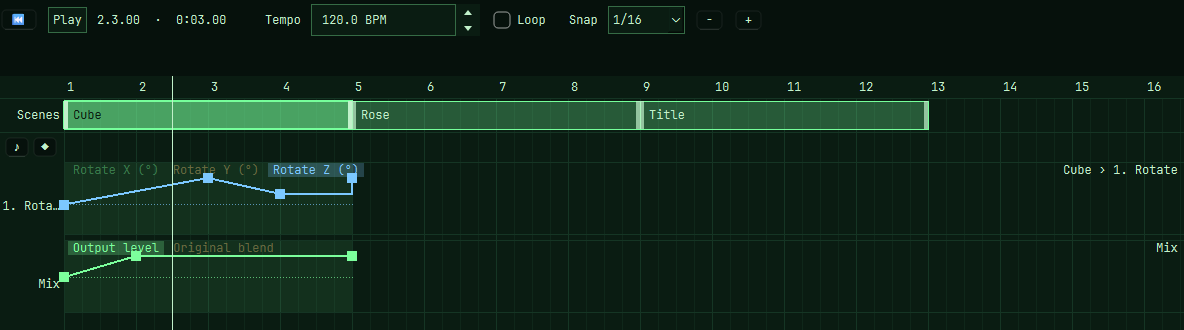 Play 2.3.00 · 0:03.00 Tempo 120.0 BPM Loop Snap 1/16 - +
1 2 3 4 5 6 7 8 9 10 11 12 13 14 15 16
Scenes Cube Rose Title
Rotate X (°) Rotate Y (°) Rotate Z (°) Cube › 1. Rotate
1. Rota…
Output level Original blend Mix
Mix